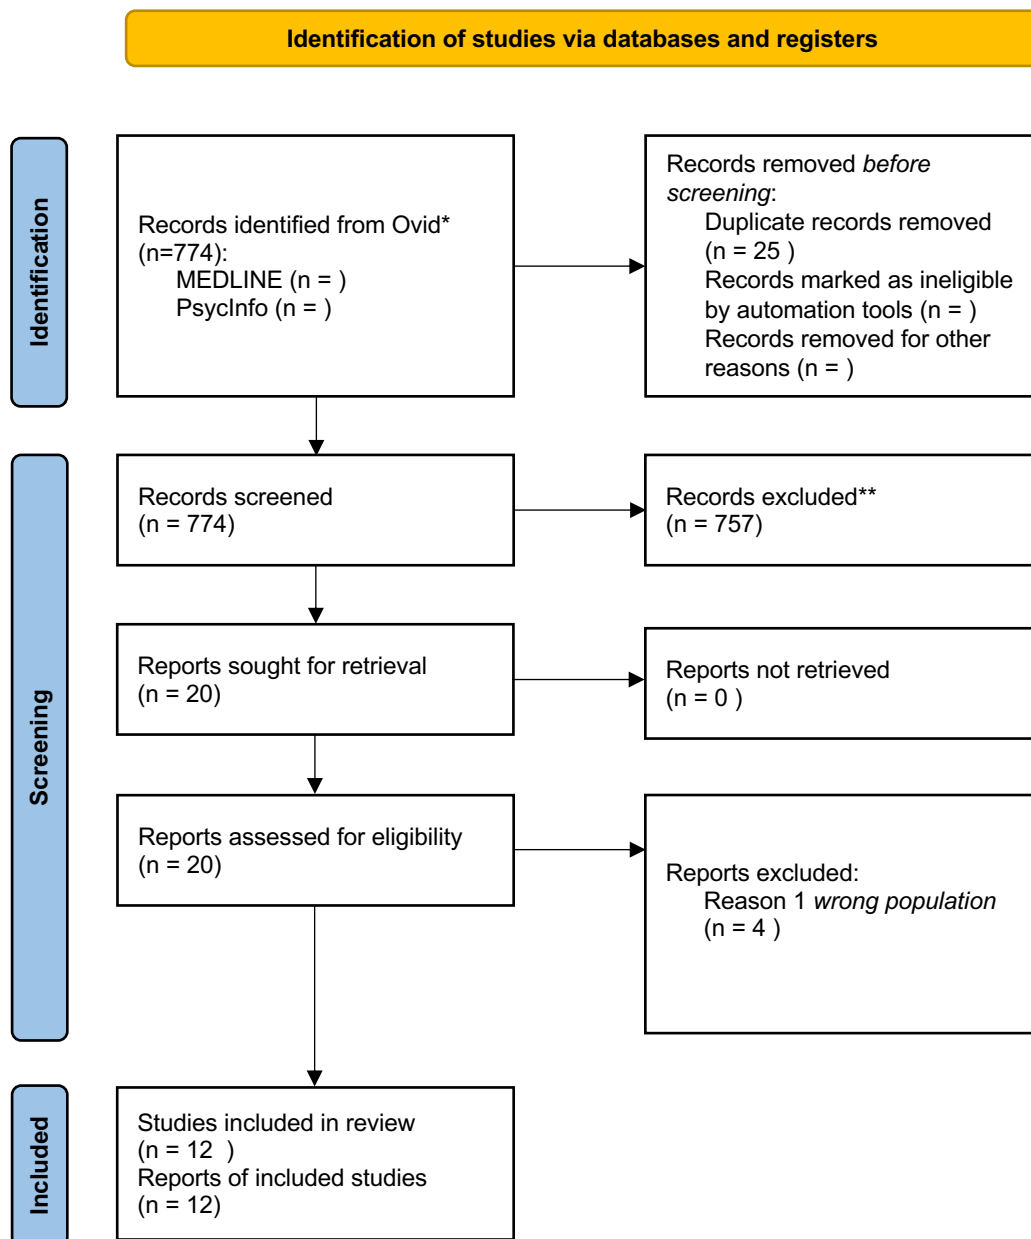 Identification of studies via databases and registers
Identification
Records identified from Ovid*
(n=774):
MEDLINE (n = )
PsycInfo (n = )
Records removed before
screening:
Duplicate records removed
(n = 25 )
Records marked as ineligible
by automation tools (n = )
Records removed for other
reasons (n = )
Screening
Records screened
(n = 774)
Records excluded**
(n = 757)
Reports sought for retrieval
(n = 20)
Reports not retrieved
(n = 0 )
Reports assessed for eligibility
(n = 20)
Reports excluded:
Reason 1 wrong population
(n = 4 )
Included
Studies included in review
(n = 12 )
Reports of included studies
(n = 12)